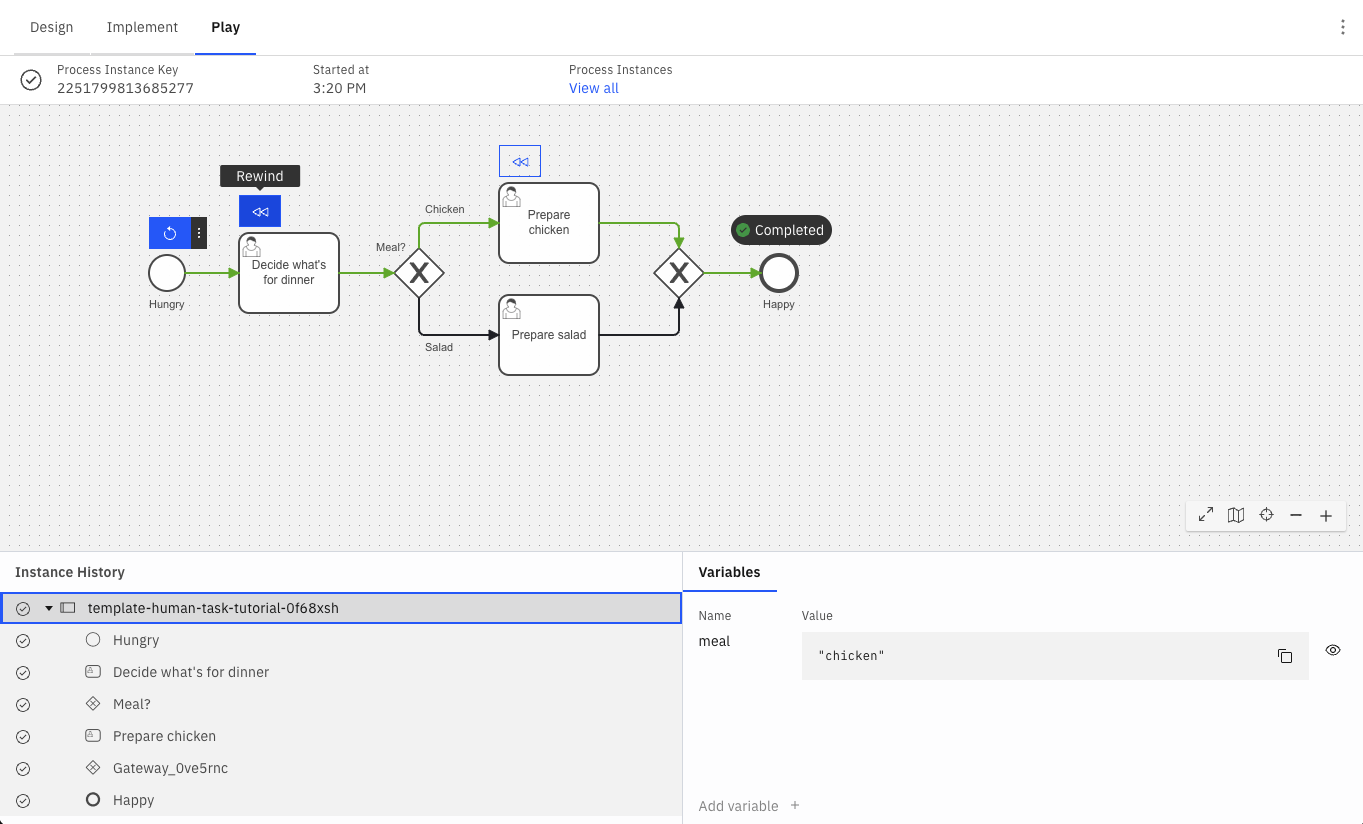 Design Implement Play
Process Instance Key Started at Process Instances
2251799813685277 3:20 PM View all
Rewind
Chicken
Prepare
chicken
Completed
Meal?
Decide what's
for dinner
Hungry
Happy
Prepare salad
Salad
Instance History
template-human-task-tutorial-0f68xsh
Hungry
Decide what's for dinner
Meal?
Prepare chicken
Gateway_0ve5rnc
Happy
Variables
Name Value
meal "chicken"
Add variable +